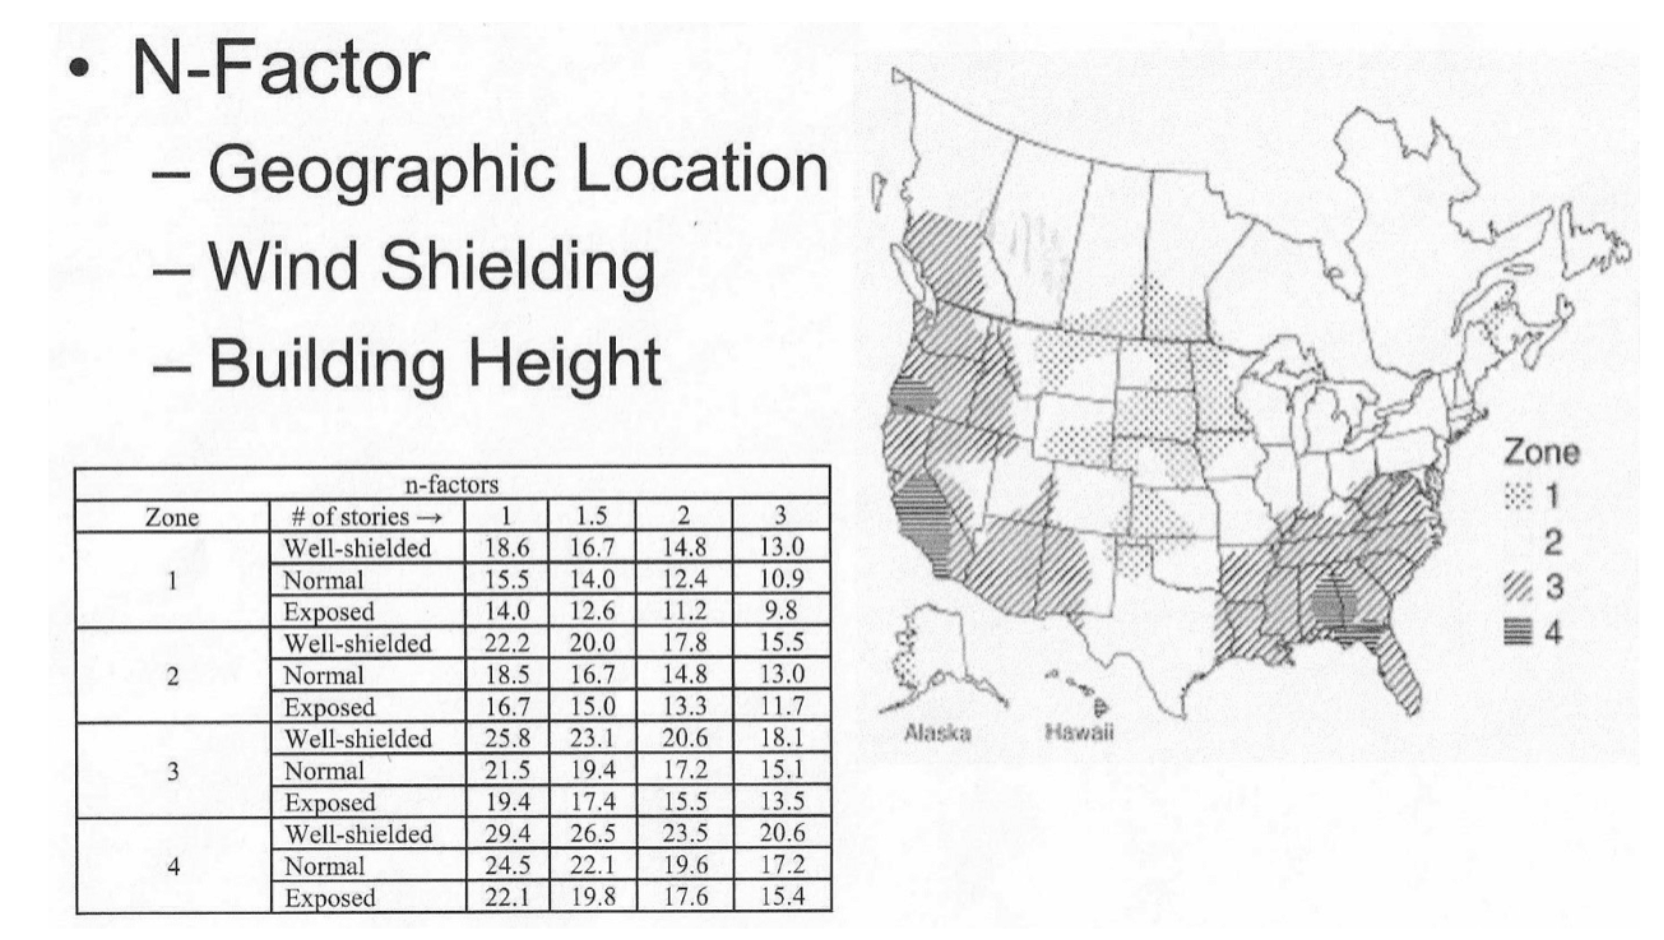 • N-Factor
– Geographic Location
– Wind Shielding
– Building Height
n-factors
Zone # of stories → 1 1.5 2 3
1
Well-shielded 18.6 16.7 14.8 13.0
Normal 15.5 14.0 12.4 10.9
Exposed 14.0 12.6 11.2 9.8
2
Well-shielded 22.2 20.0 17.8 15.5
Normal 18.5 16.7 14.8 13.0
Exposed 16.7 15.0 13.3 11.7
3
Well-shielded 25.8 23.1 20.6 18.1
Normal 21.5 19.4 17.2 15.1
Exposed 19.4 17.4 15.5 13.5
4
Well-shielded 29.4 26.5 23.5 20.6
Normal 24.5 22.1 19.6 17.2
Exposed 22.1 19.8 17.6 15.4
Zone
1
2
3
4
Alaska
Hawaii